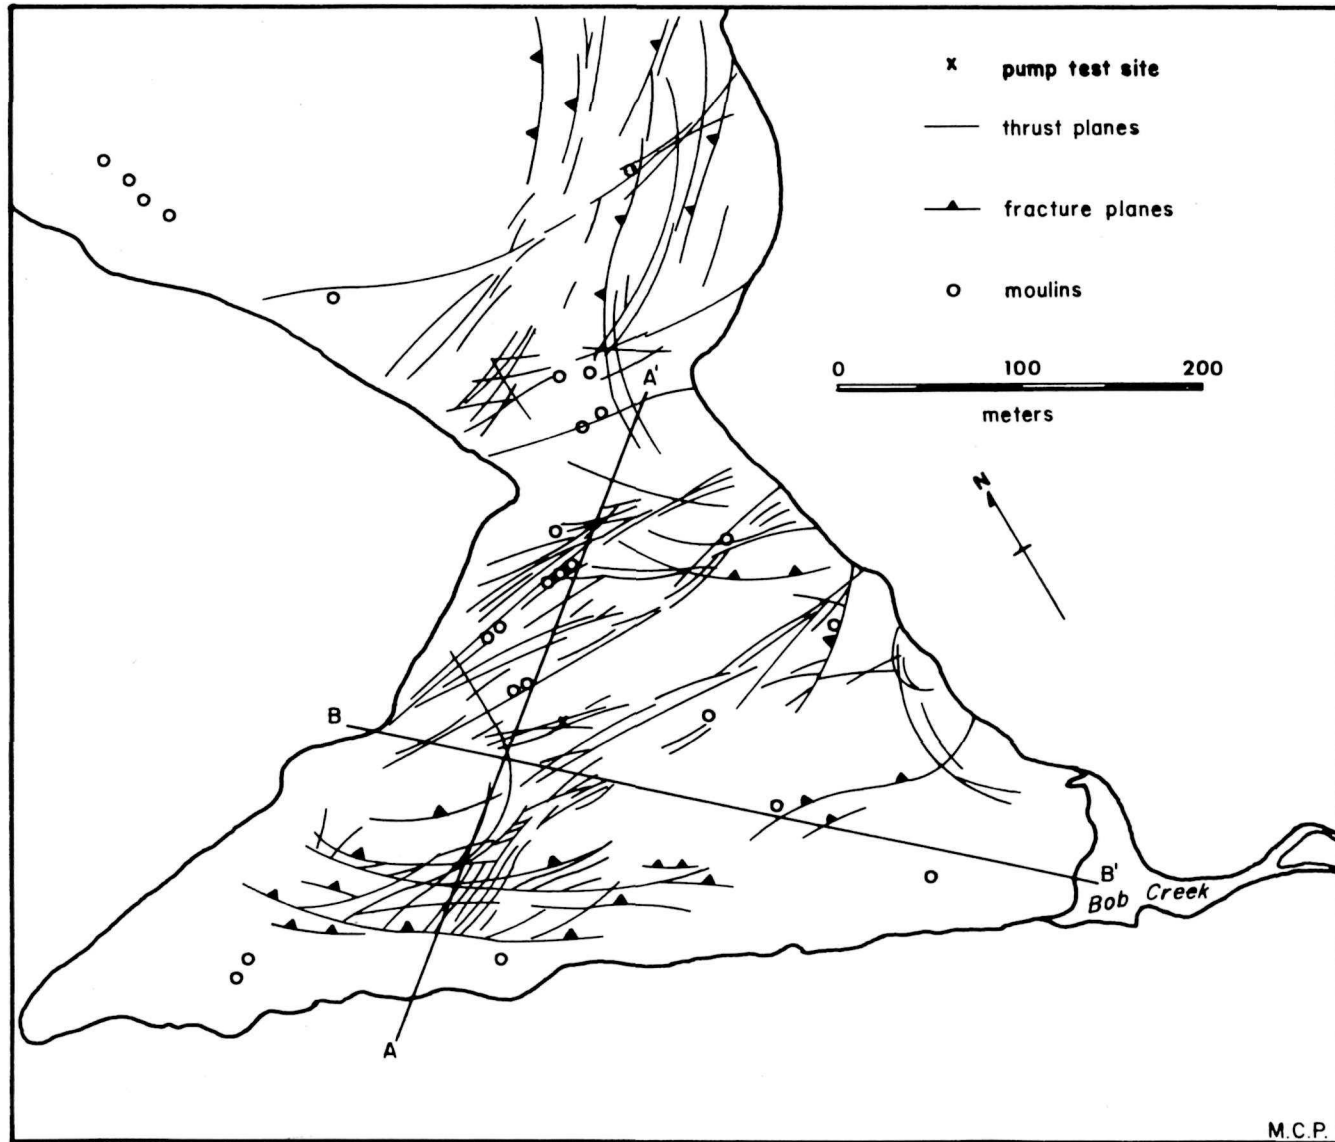 x pump test site
thrust planes
fracture planes
o moulins
0 100 200
meters
N
A'
B
B'
Bob Creek
A
M.C.P.